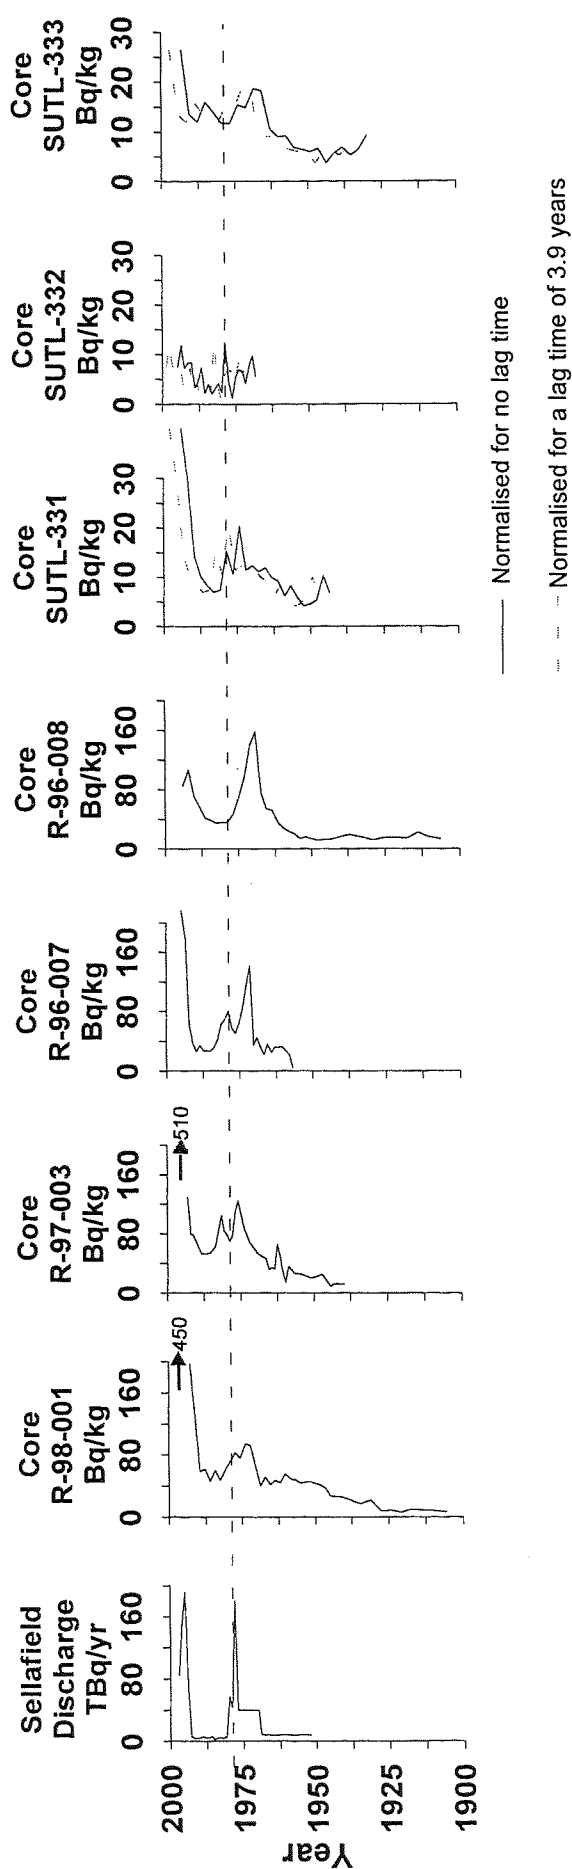 Sellafield
Discharge
TBq/yr
0 80 160
Core
R-98-001
Bq/kg
0 80 160
450
Core
R-97-003
Bq/kg
0 80 160
510
Core
R-96-007
Bq/kg
0 80 160
Core
R-96-008
Bq/kg
0 80 160
Core
SUTL-331
Bq/kg
0 10 20 30
Core
SUTL-332
Bq/kg
0 10 20 30
Core
SUTL-333
Bq/kg
0 10 20 30
Year
2000
1975
1950
1925
1900
Normalised for no lag time
Normalised for a lag time of 3.9 years